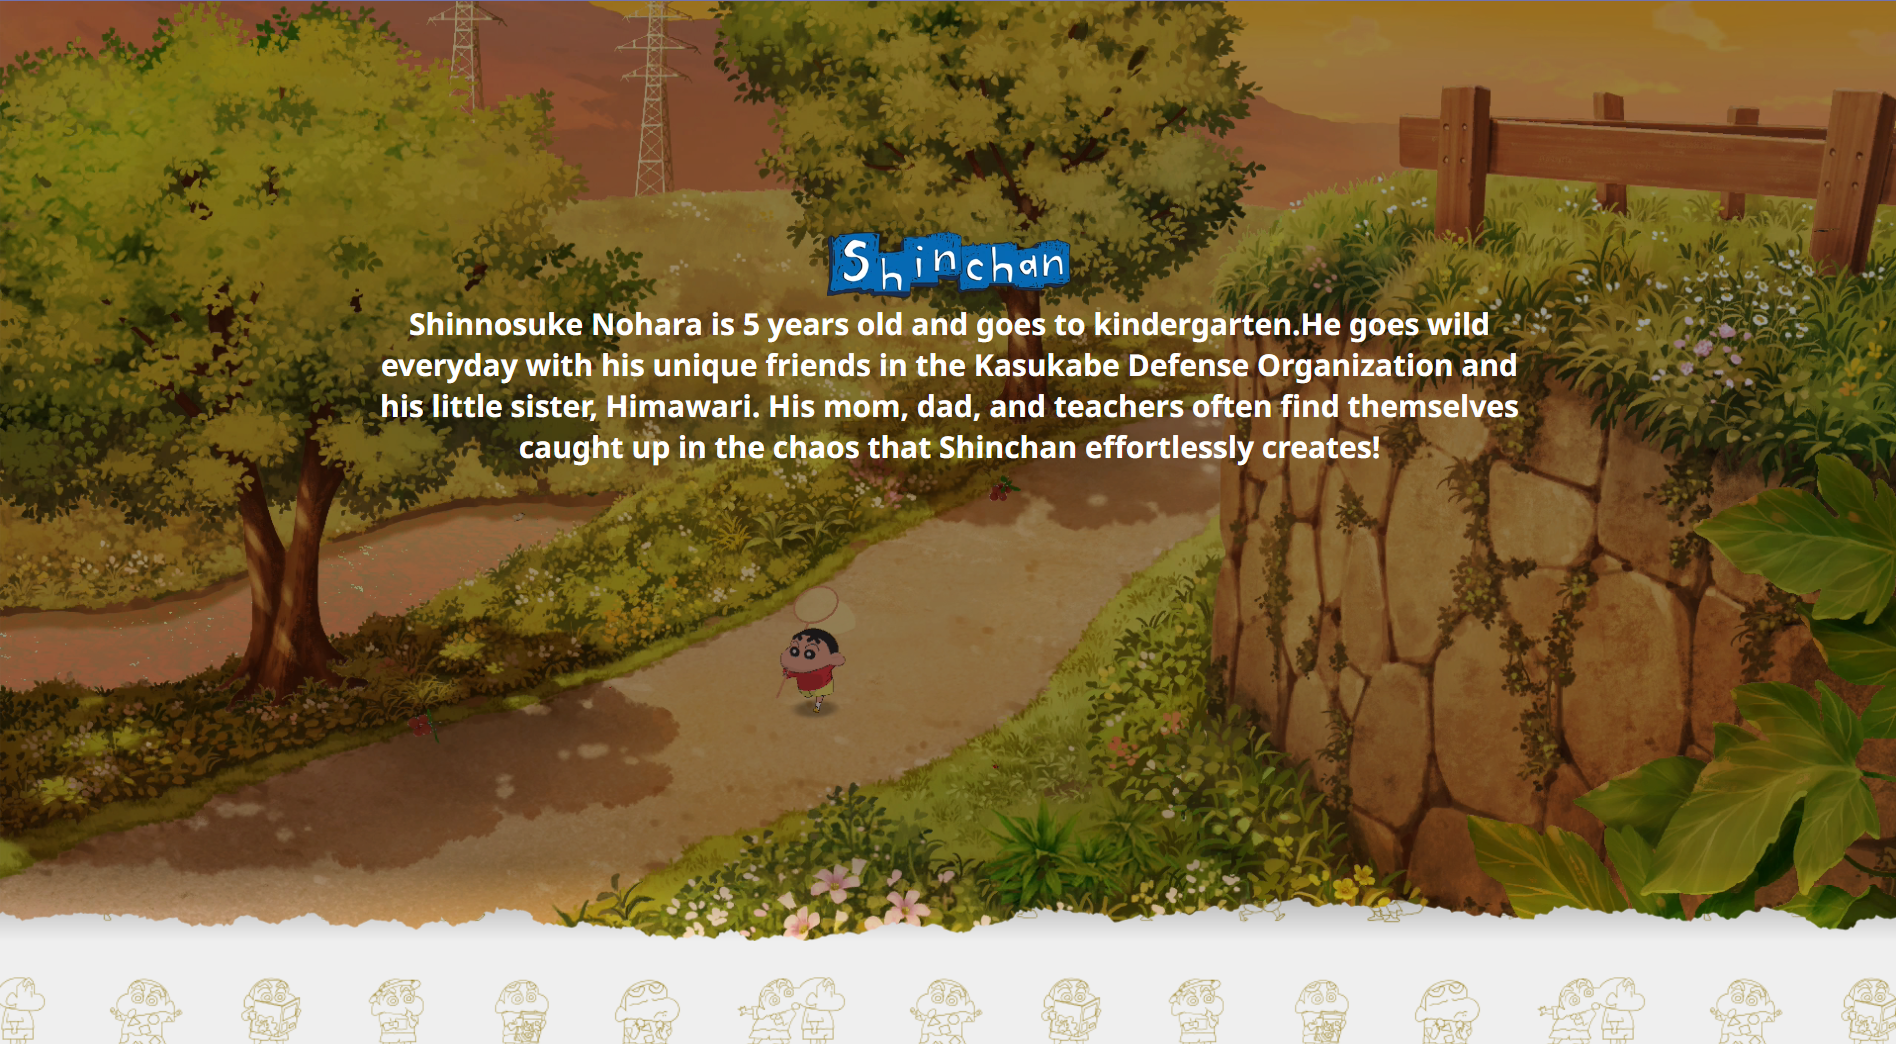 Shinchan
Shinnosuke Nohara is 5 years old and goes to kindergarten.He goes wild
everyday with his unique friends in the Kasukabe Defense Organization and
his little sister, Himawari. His mom, dad, and teachers often find themselves
caught up in the chaos that Shinchan effortlessly creates!